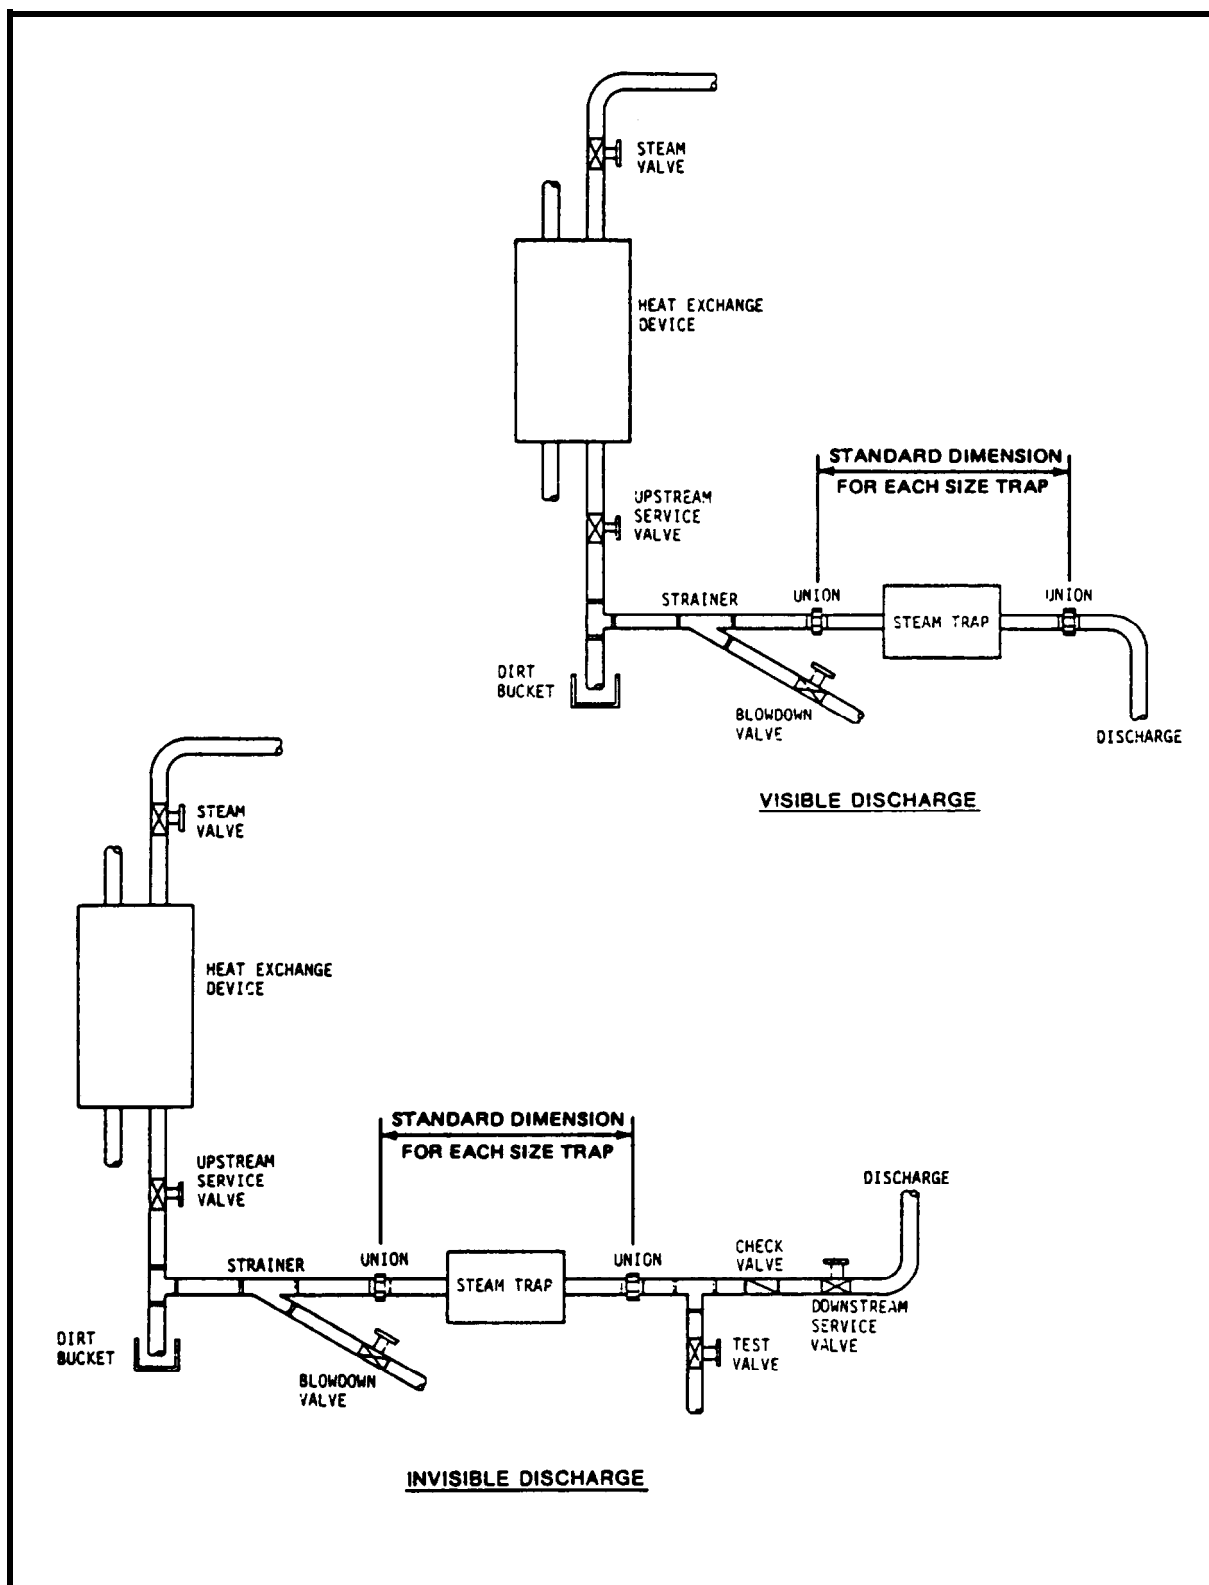 STEAM
VALVE
HEAT EXCHANGE
DEVICE
STANDARD DIMENSION
FOR EACH SIZE TRAP
UPSTREAM
SERVICE
VALVE
STRAINER
UNION
STEAM TRAP
UNION
DIRT
BUCKET
BLOWDOWN
VALVE
DISCHARGE
VISIBLE DISCHARGE
STEAM
VALVE
HEAT EXCHANGE
DEVICE
STANDARD DIMENSION
FOR EACH SIZE TRAP
UPSTREAM
SERVICE
VALVE
DISCHARGE
STRAINER
UNION
STEAM TRAP
UNION
CHECK
VALVE
DOWNSTREAM
SERVICE
VALVE
DIRT
BUCKET
BLOWDOWN
VALVE
TEST
VALVE
INVISIBLE DISCHARGE